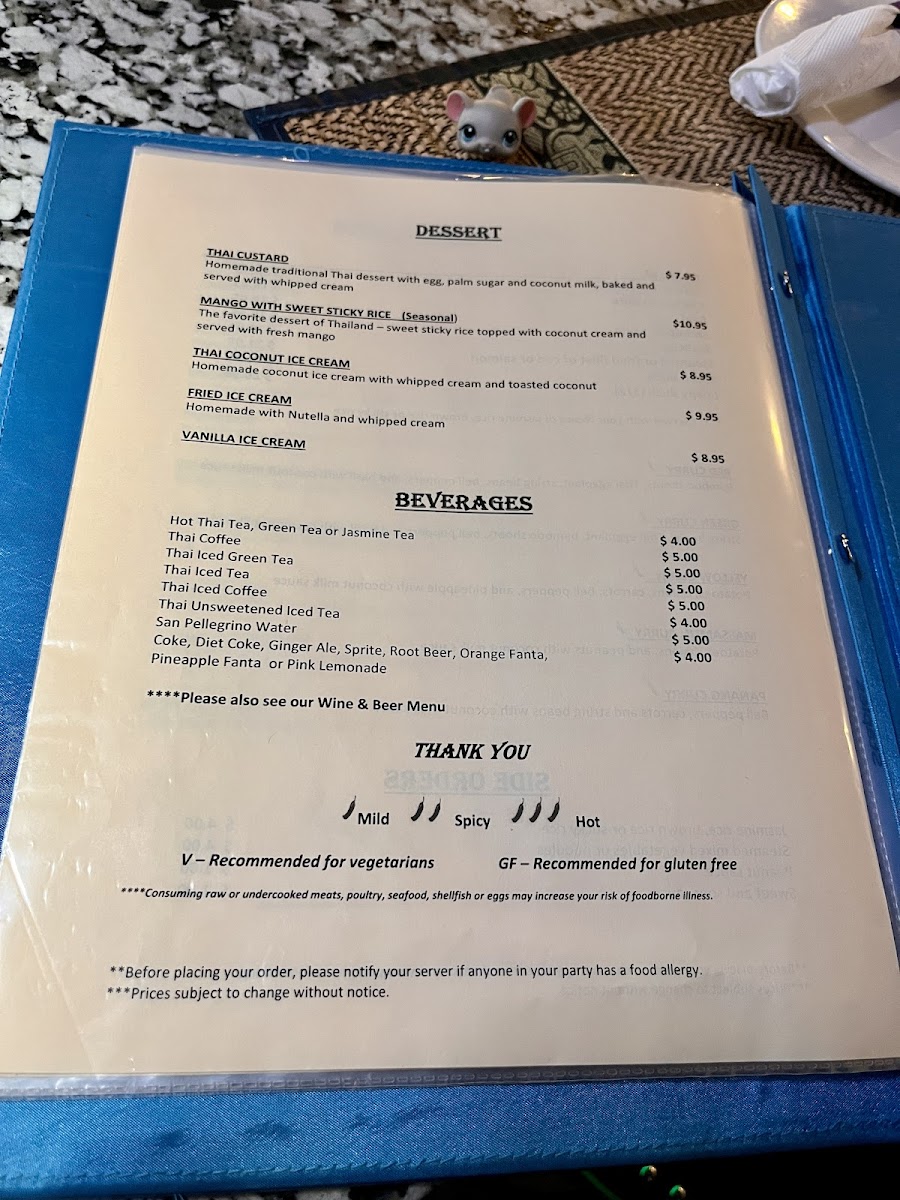 DESSERT
THAI CUSTARD
$ 7.95
Homemade traditional Thai dessert with egg, palm sugar and coconut milk, baked and
served with whipped cream
MANGO WITH SWEET STICKY RICE (Seasonal)
$10.95
The favorite dessert of Thailand – sweet sticky rice topped with coconut cream and
served with fresh mango
THAI COCONUT ICE CREAM
$ 8.95
Homemade coconut ice cream with whipped cream and toasted coconut
FRIED ICE CREAM
$ 9.95
Homemade with Nutella and whipped cream
VANILLA ICE CREAM
$ 8.95
BEVERAGES
Hot Thai Tea, Green Tea or Jasmine Tea $ 4.00
Thai Coffee $ 5.00
Thai Iced Green Tea $ 5.00
Thai Iced Tea $ 5.00
Thai Iced Coffee $ 5.00
Thai Unsweetened Iced Tea $ 4.00
San Pellegrino Water $ 5.00
Coke, Diet Coke, Ginger Ale, Sprite, Root Beer, Orange Fanta, $ 4.00
Pineapple Fanta or Pink Lemonade
****Please also see our Wine & Beer Menu
THANK YOU
Mild Spicy Hot
V – Recommended for vegetarians GF – Recommended for gluten free
****Consuming raw or undercooked meats, poultry, seafood, shellfish or eggs may increase your risk of foodborne illness.
**Before placing your order, please notify your server if anyone in your party has a food allergy.
***Prices subject to change without notice.